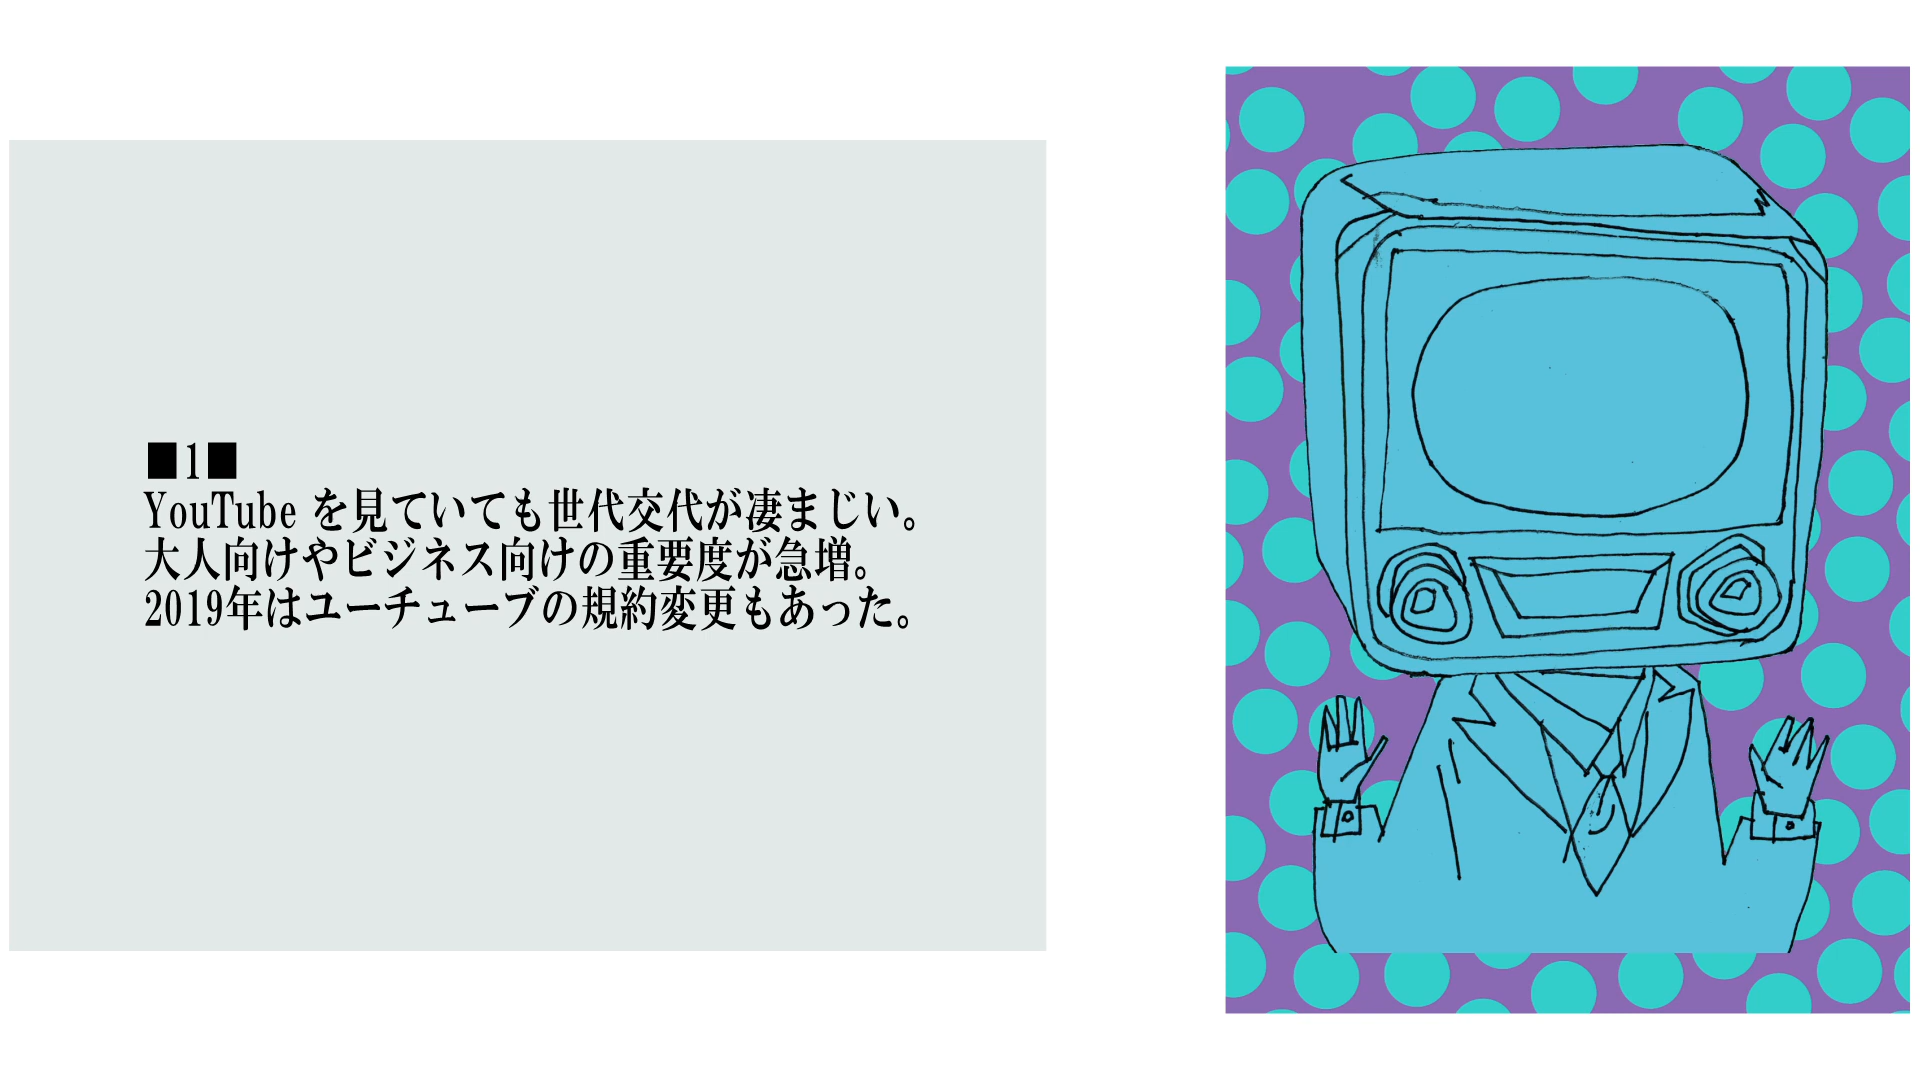 ■1■
YouTube を見ていても世代交代が凄まじい。
大人向けやビジネス向けの重要度が急増。
2019年はユーチューブの規約変更もあった。